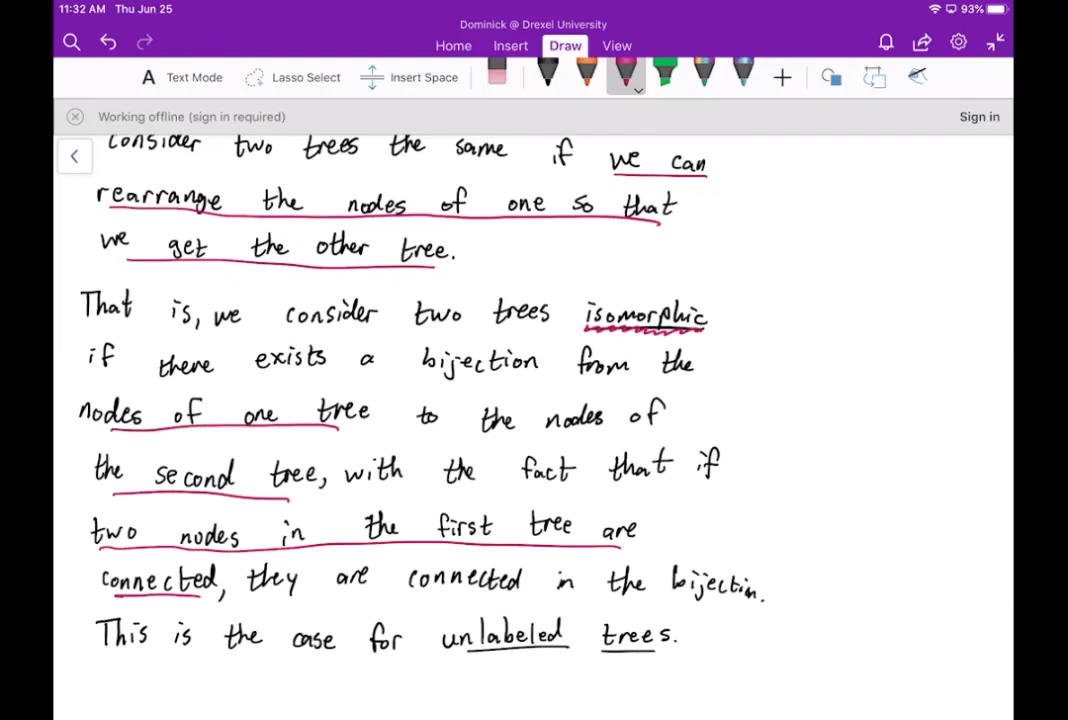 11:32 AM Thu Jun 25
93%
Dominick @ Drexel University
Home Insert Draw View
A Text Mode Lasso Select Insert Space
Working offline (sign in required) Sign in
Consider two trees the same if we can
rearrange the nodes of one so that
we get the other tree.
That is, we consider two trees isomorphic
if there exists a bijection from the
nodes of one tree to the nodes of
the second tree, with the fact that if
two nodes in the first tree are
connected, they are connected in the bijection.
This is the case for unlabeled trees.